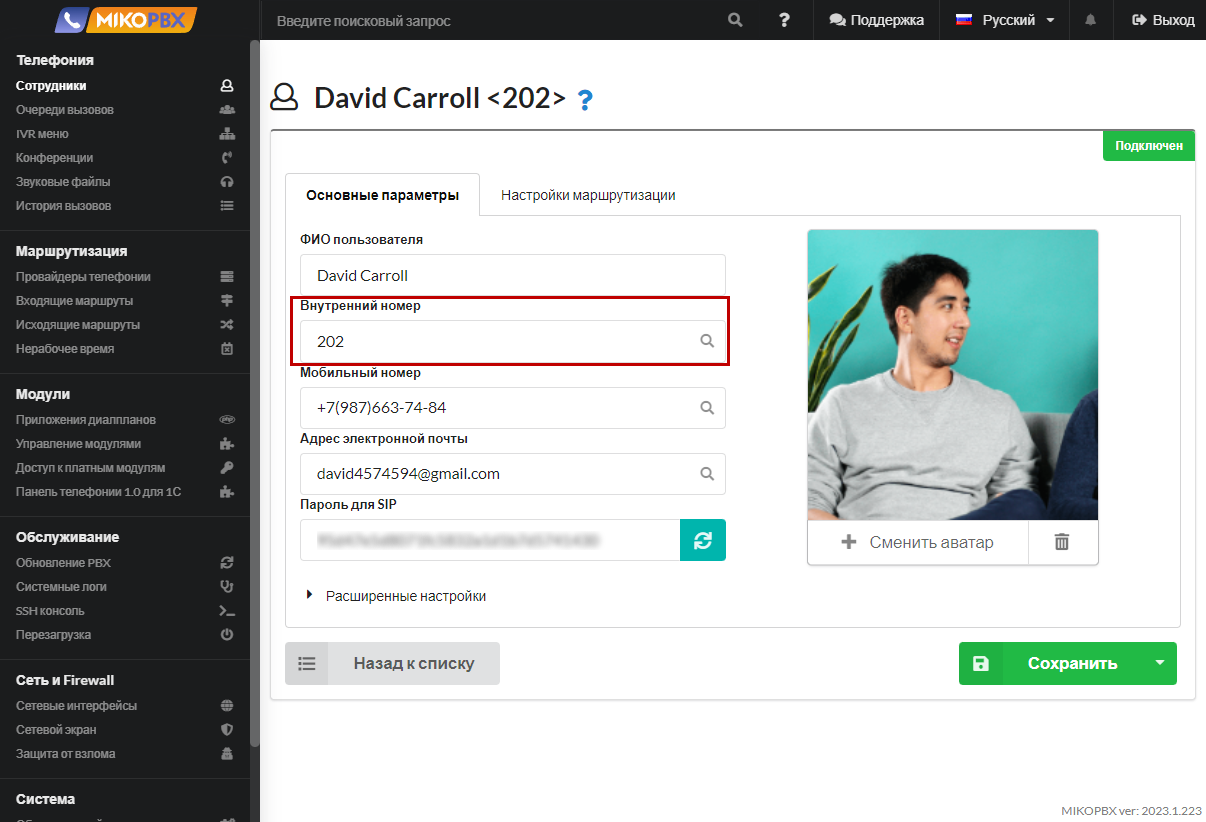 MIKOPBX
Введите поисковый запрос
?
Поддержка
Русский
Выход
Телефония
Сотрудники
Очереди вызовов
IVR меню
Конференции
Звуковые файлы
История вызовов
Маршрутизация
Провайдеры телефонии
Входящие маршруты
Исходящие маршруты
Нерабочее время
Модули
Приложения диалпланов
Управление модулями
Доступ к платным модулям
Панель телефонии 1.0 для 1С
Обслуживание
Обновление PBX
Системные логи
SSH консоль
Перезагрузка
Сеть и Firewall
Сетевые интерфейсы
Сетевой экран
Защита от взлома
Система
David Carroll <202> ?
Подключен
Основные параметры
Настройки маршрутизации
ФИО пользователя
David Carroll
Внутренний номер
202
Мобильный номер
+7(987)663-74-84
Адрес электронной почты
david4574594@gmail.com
Пароль для SIP
Расширенные настройки
Сменить аватар
Назад к списку
Сохранить
MIKOPBX ver: 2023.1.223